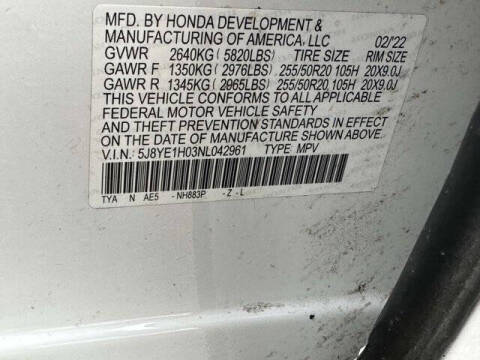 MFD. BY HONDA DEVELOPMENT &
MANUFACTURING OF AMERICA, LLC 02/'22
GVWR 2640KG ( 5820LBS) TIRE SIZE RIM SIZE
GAWR F 1350KG ( 2976LBS) 255/50R20 105H 20X9.0J
GAWR R 1345KG ( 2965LBS) 255/50R20 105H 20X9.0J
THIS VEHICLE CONFORMS TO ALL APPLICABLE
FEDERAL MOTOR VEHICLE SAFETY
AND THEFT PREVENTION STANDARDS IN EFFECT
ON THE DATE OF MANUFACTURE SHOWN ABOVE.
V.I.N.: 5J8YE1H03NL042961 TYPE MPV
TYA N AE5 - NH883P - Z - L